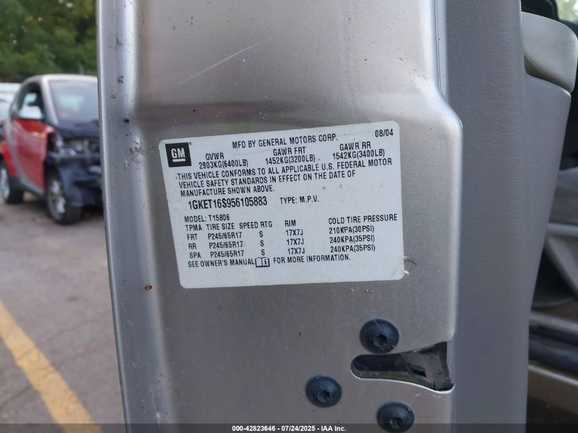 GM
MFD BY GENERAL MOTORS CORP. 08/04
GVWR GAWR FRT GAWR RR
2903KG(6400LB) 1452KG(3200LB) 1542KG(3400LB)
THIS VEHICLE CONFORMS TO ALL APPLICABLE U.S. FEDERAL MOTOR
VEHICLE SAFETY STANDARDS IN EFFECT ON THE DATE OF
MANUFACTURE SHOWN ABOVE.
1GKET16S956105883 TYPE: M.P.V.
MODEL: T15806
TPMA TIRE SIZE SPEED RTG RIM COLD TIRE PRESSURE
FRT P245/65R17 S 17X7J 210KPA(30PSI)
RR P245/65R17 S 17X7J 240KPA(35PSI)
SPA P245/65R17 S 17X7J 240KPA(35PSI)
SEE OWNER'S MANUAL FOR MORE INFORMATION.
000-42823646 - 07/24/2025 - IAA Inc.